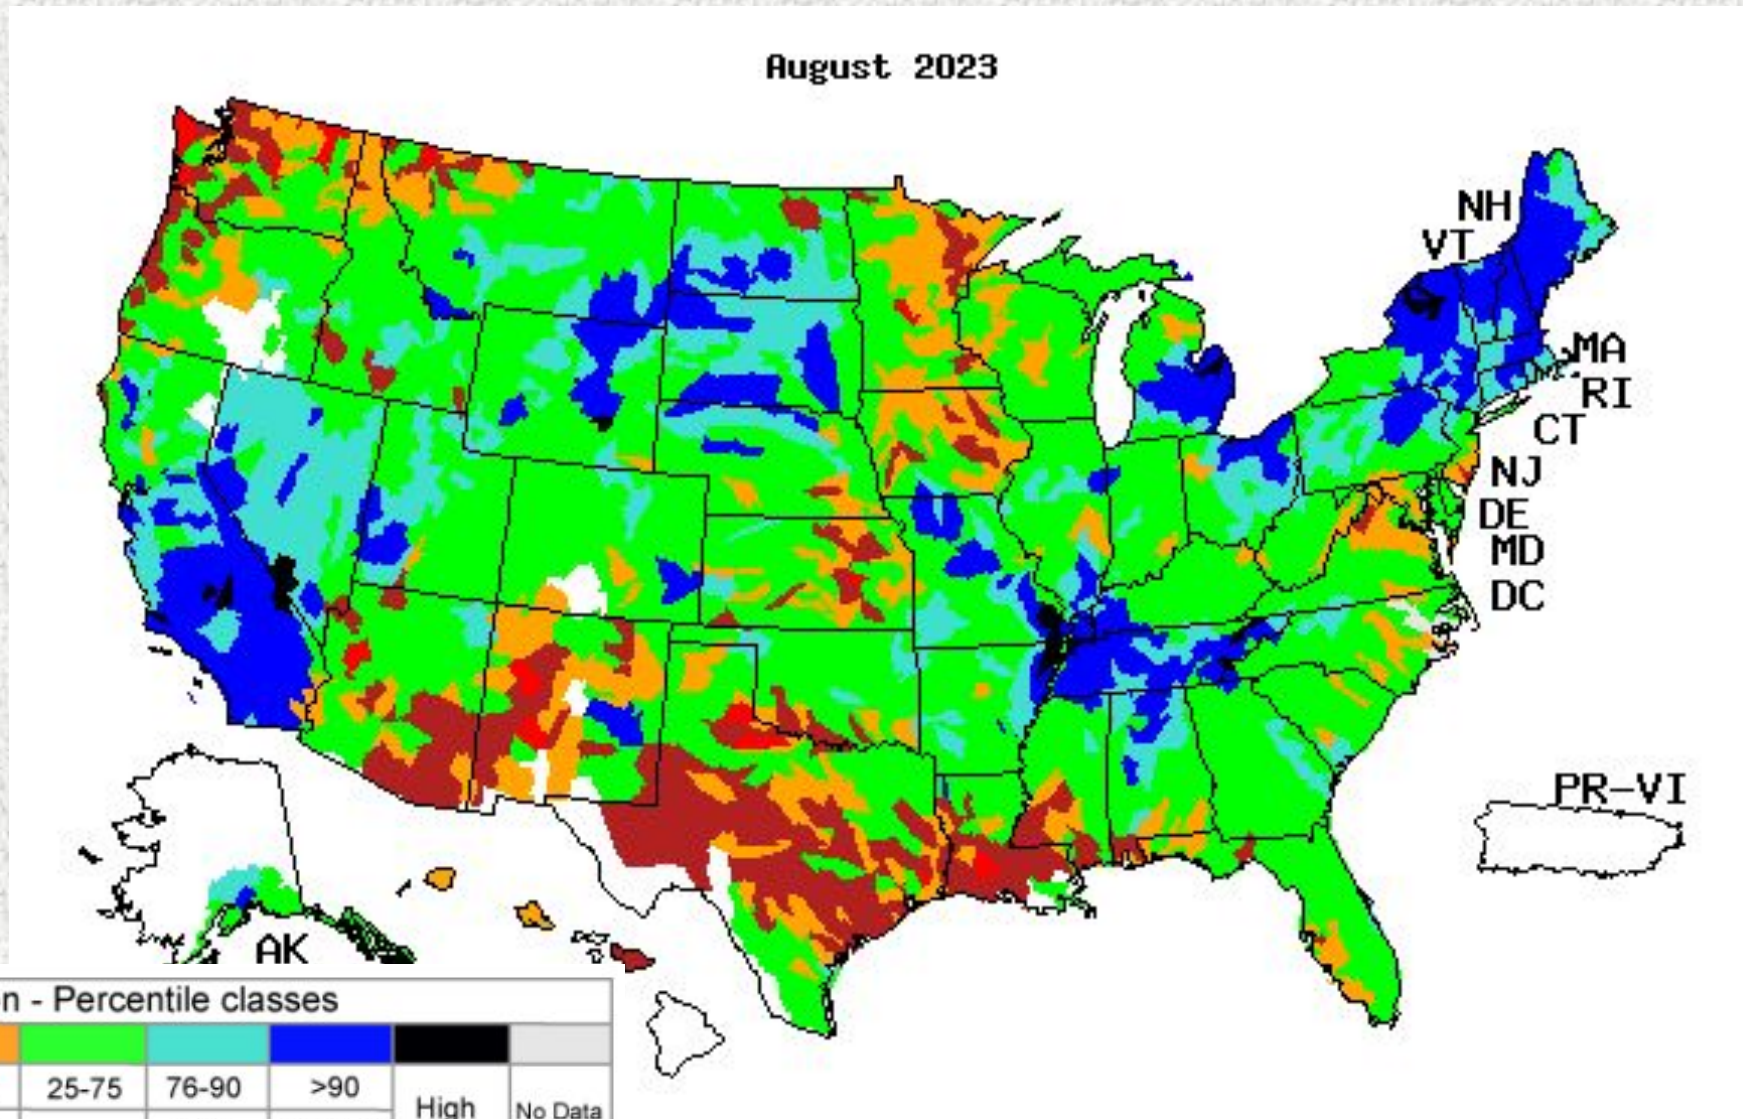 August 2023
NH
VT
MA
RI
CT
NJ
DE
MD
DC
PR-VI
AK
- Percentile classes
25-75 76-90 >90
High No Data